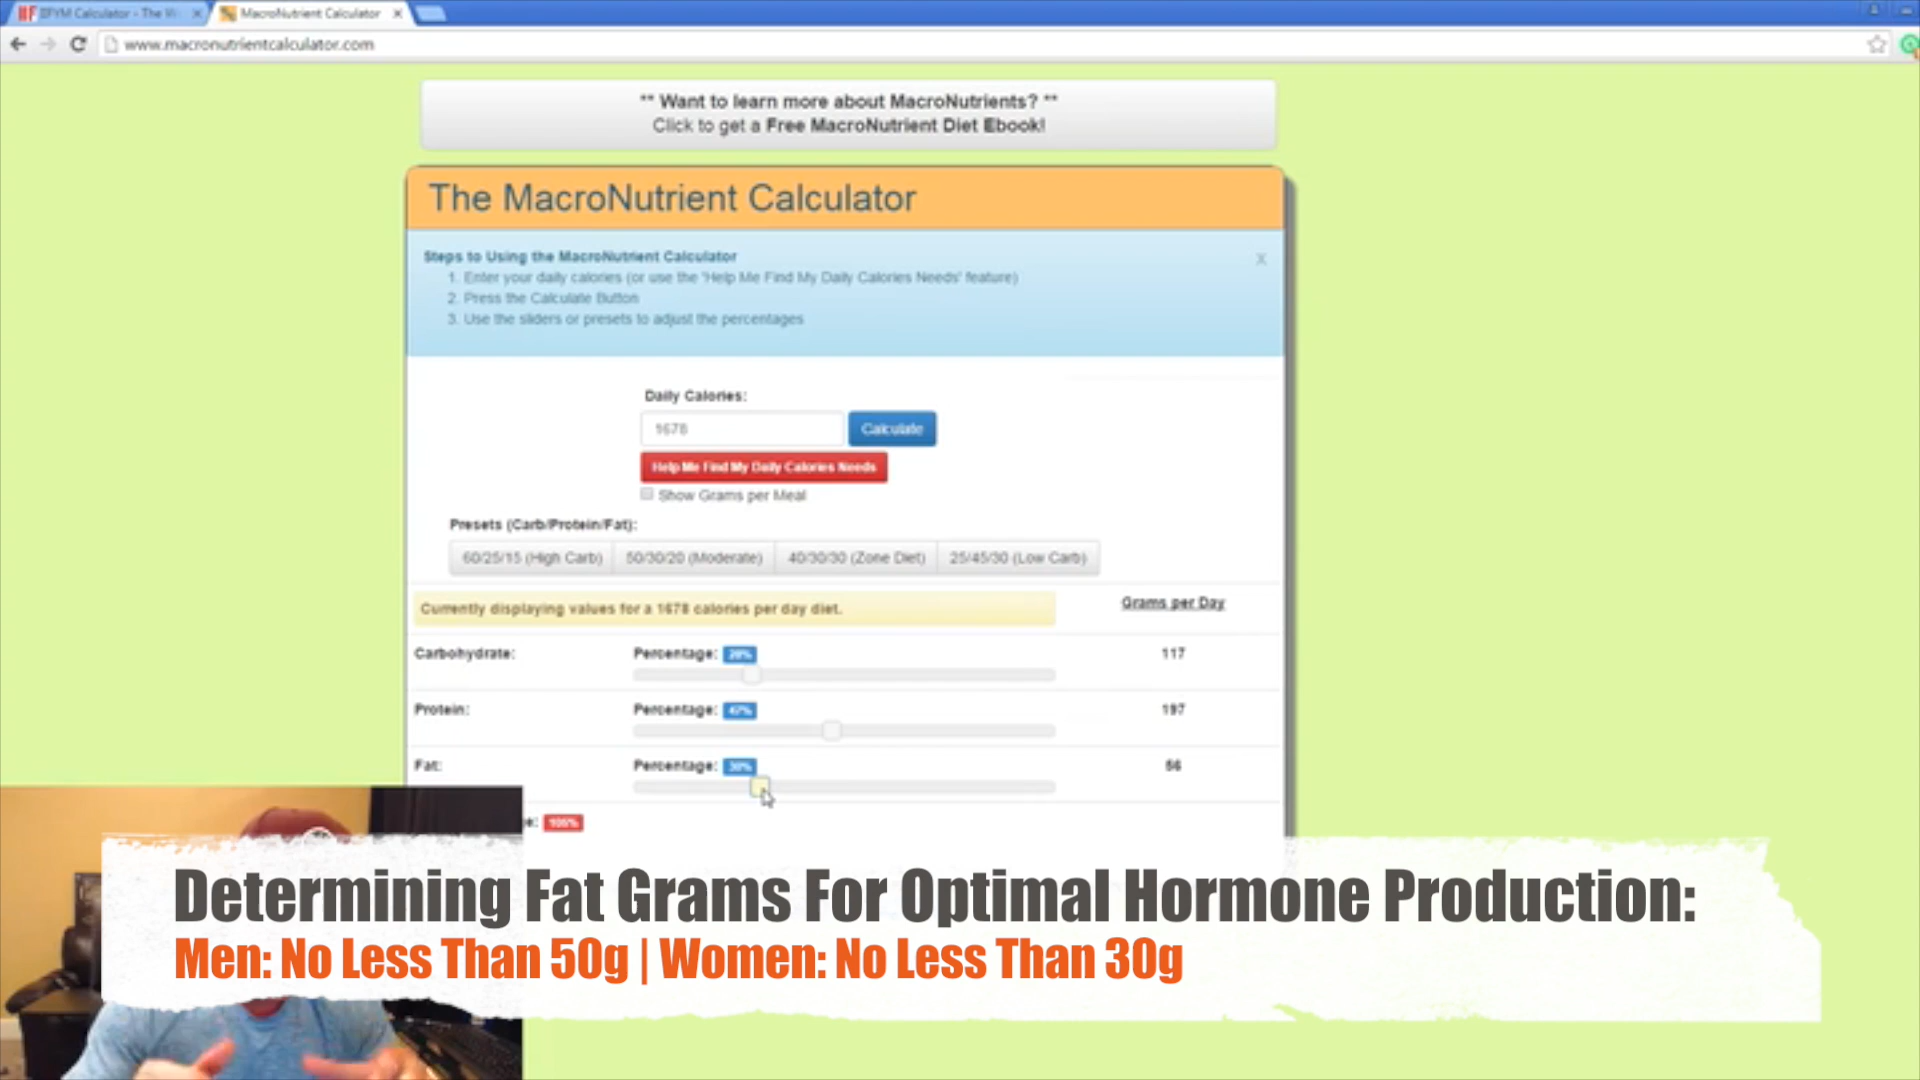 IIFYM Calculator - The
MacroNutrient Calculator
www.macronutrientcalculator.com
** Want to learn more about MacroNutrients? **
Click to get a Free MacroNutrient Diet Ebook!
The MacroNutrient Calculator
Steps to Using the MacroNutrient Calculator
x
1. Enter your daily calories (or use the 'Help Me Find My Daily Calories Needs' feature)
2. Press the Calculate Button
3. Use the sliders or presets to adjust the percentages
Daily Calories:
1678 Calculate
Help Me Find My Daily Calories Needs
Show Grams per Meal
Presets (Carb/Protein/Fat):
60/25/15 (High Carb) 50/30/20 (Moderate) 40/30/30 (Zone Diet) 25/45/30 (Low Carb)
Currently displaying values for a 1678 calories per day diet. Grams per Day
Carbohydrate: Percentage: 117
Protein: Percentage: 47% 197
Fat: Percentage: 30% 56
Determining Fat Grams For Optimal Hormone Production:
Men: No Less Than 50g | Women: No Less Than 30g